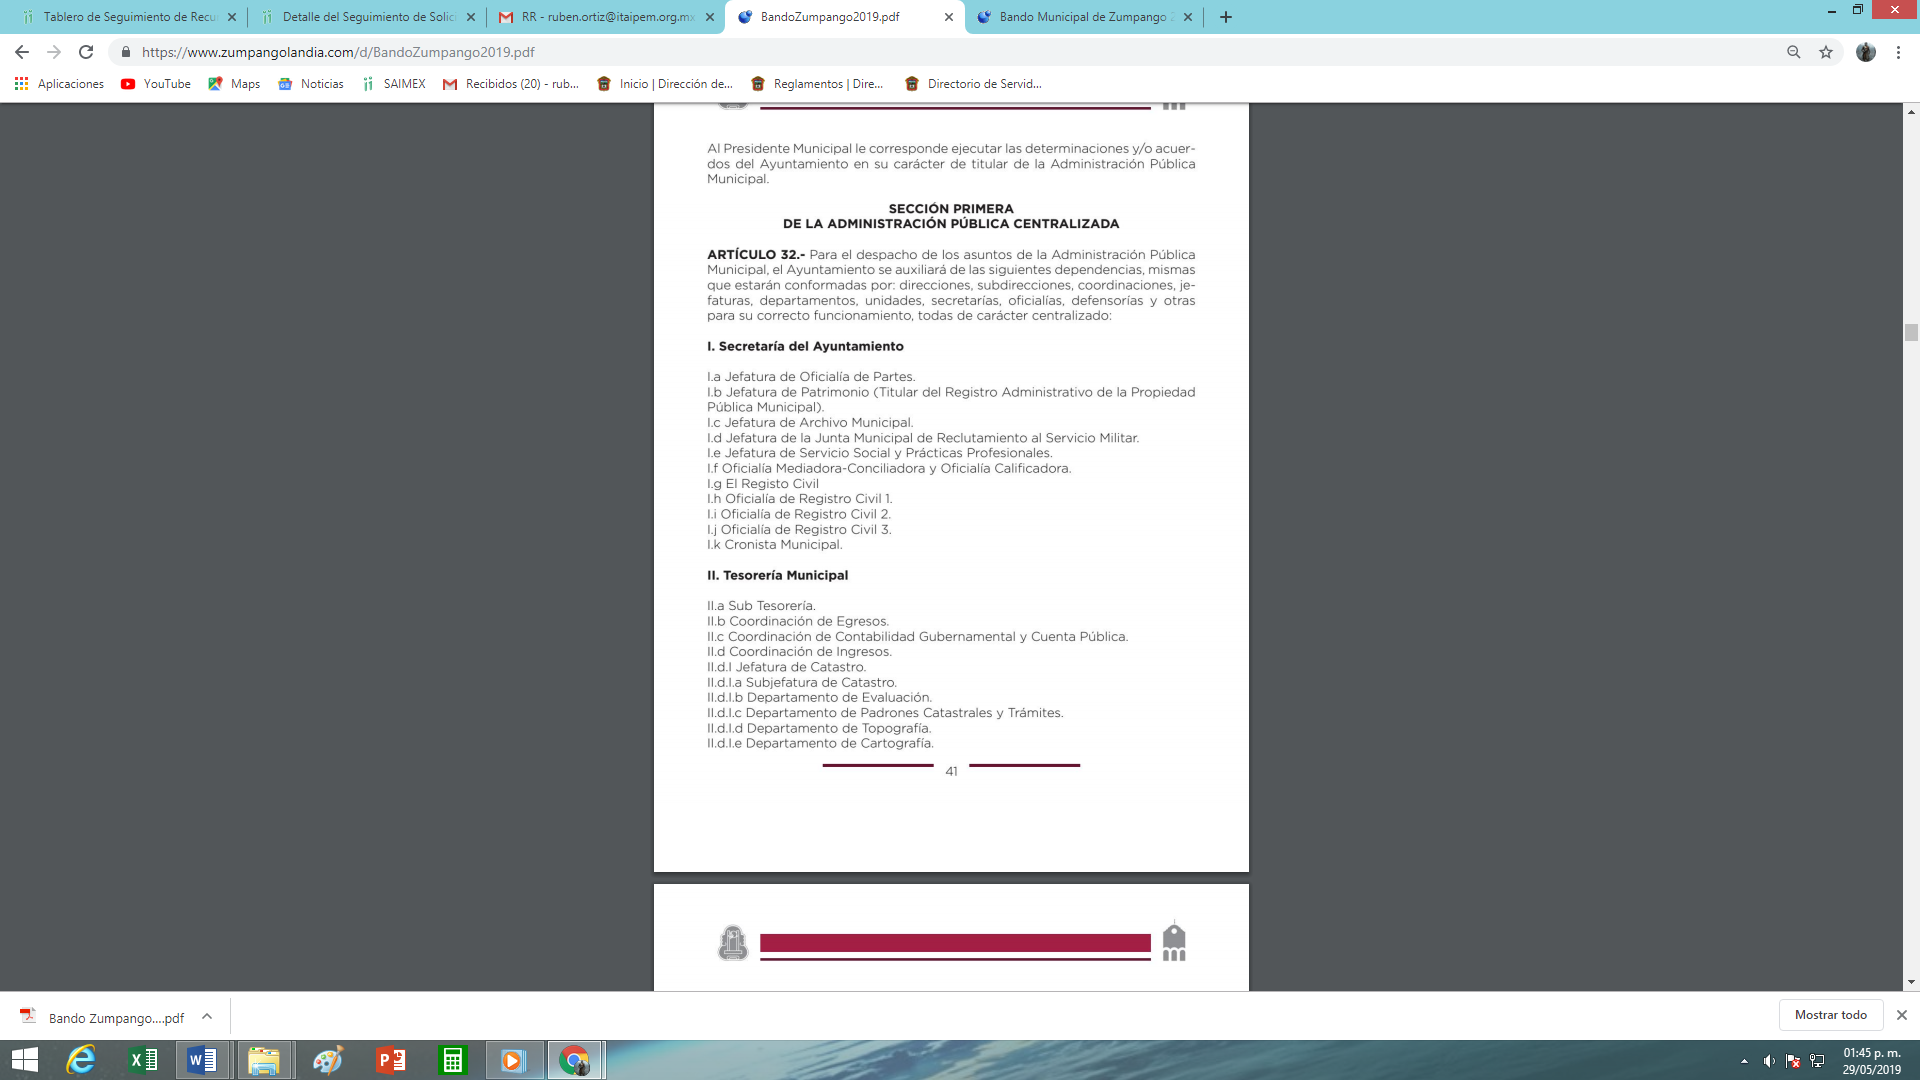 Tablero de Seguimiento de Recu
Detalle del Seguimiento de Solici
RR - ruben.ortiz@itaipem.org.mx
BandoZumpango2019.pdf
Bando Municipal de Zumpango
https://www.zumpangolandia.com/d/BandoZumpango2019.pdf
Aplicaciones
YouTube
Maps
Noticias
SAIMEX
Recibidos (20) - rub...
Inicio | Dirección de...
Reglamentos | Dire...
Directorio de Servid...
Al Presidente Municipal le corresponde ejecutar las determinaciones y/o acuer-
dos del Ayuntamiento en su carácter de titular de la Administración Pública
Municipal.
SECCIÓN PRIMERA
DE LA ADMINISTRACIÓN PÚBLICA CENTRALIZADA
ARTÍCULO 32.- Para el despacho de los asuntos de la Administración Pública
Municipal, el Ayuntamiento se auxiliará de las siguientes dependencias, mismas
que estarán conformadas por: direcciones, subdirecciones, coordinaciones, je-
faturas, departamentos, unidades, secretarías, oficialías, defensorías y otras
para su correcto funcionamiento, todas de carácter centralizado:
I. Secretaría del Ayuntamiento
I.a Jefatura de Oficialía de Partes.
I.b Jefatura de Patrimonio (Titular del Registro Administrativo de la Propiedad
Pública Municipal).
I.c Jefatura de Archivo Municipal.
I.d Jefatura de la Junta Municipal de Reclutamiento al Servicio Militar.
I.e Jefatura de Servicio Social y Prácticas Profesionales.
I.f Oficialía Mediadora-Conciliadora y Oficialía Calificadora.
I.g El Registo Civil
I.h Oficialía de Registro Civil 1.
I.i Oficialía de Registro Civil 2.
I.j Oficialía de Registro Civil 3.
I.k Cronista Municipal.
II. Tesorería Municipal
II.a Sub Tesorería.
II.b Coordinación de Egresos.
II.c Coordinación de Contabilidad Gubernamental y Cuenta Pública.
II.d Coordinación de Ingresos.
II.d.I Jefatura de Catastro.
II.d.I.a Subjefatura de Catastro.
II.d.I.b Departamento de Evaluación.
II.d.I.c Departamento de Padrones Catastrales y Trámites.
II.d.I.d Departamento de Topografía.
II.d.I.e Departamento de Cartografía.
41
Bando Zumpango....pdf
Mostrar todo
01:45 p. m.
29/05/2019